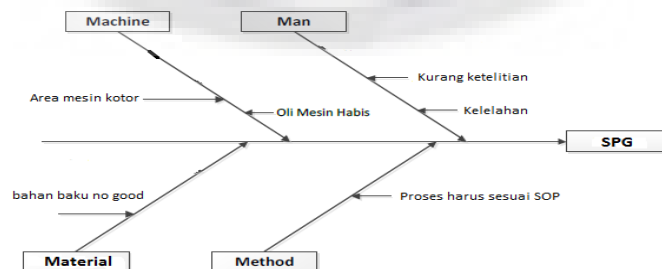 Machine
Man
Kurang ketelitian
Area mesin kotor
Oli Mesin Habis
Kelelahan
SPG
bahan baku no good
Proses harus sesuai SOP
Material
Method